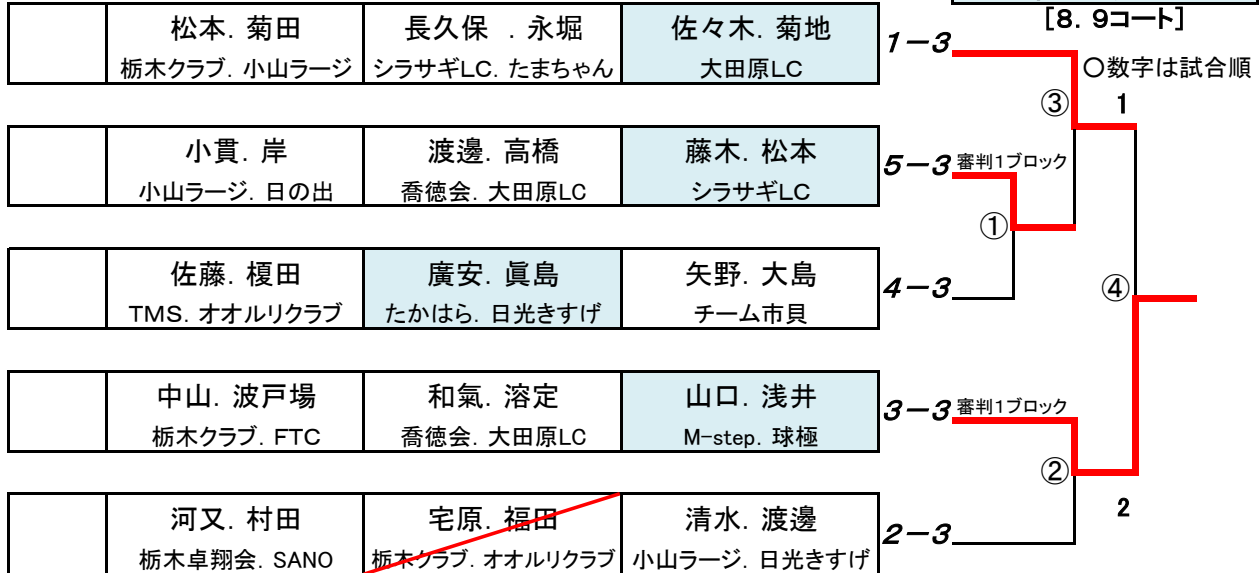 [8．9コート]
松本．菊田 長久保 ．永堀 佐々木．菊地 1－3
栃木クラブ．小山ラージ シラサギLC．たまちゃん 大田原LC
〇数字は試合順
③ 1
小貫．岸 渡邊．高橋 藤木．松本 5－3 審判1ブロック
小山ラージ．日の出 喬徳会．大田原LC シラサギLC
①
佐藤．榎田 廣安．眞島 矢野．大島 4－3
TMS．オオルリクラブ たかはら．日光きすげ チーム市貝
④
中山．波戸場 和氣．溶定 山口．浅井 3－3 審判1ブロック
栃木クラブ．FTC 喬徳会．大田原LC M-step．球極
②
2
河又．村田 宅原．福田 清水．渡邊 2－3
栃木卓翔会．SANO 栃木クラブ．オオルリクラブ 小山ラージ．日光きすげ